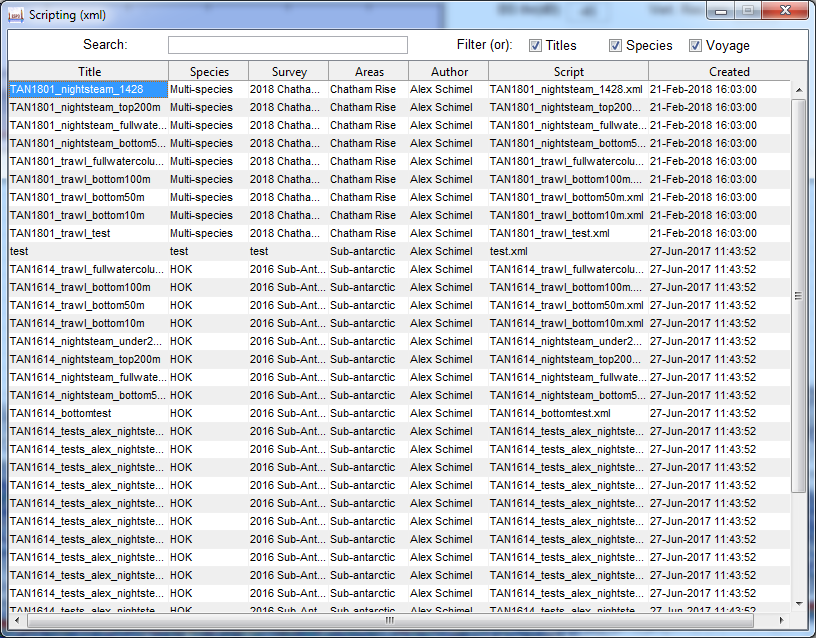 Scripting (xml)
Search: Filter (or): Titles Species Voyage
Title Species Survey Areas Author Script Created
TAN1801_nightsteam_1428 Multi-species 2018 Chatha... Chatham Rise Alex Schimel TAN1801_nightsteam_1428.xml 21-Feb-2018 16:03:00
TAN1801_nightsteam_top200m Multi-species 2018 Chatha... Chatham Rise Alex Schimel TAN1801_nightsteam_top200... 21-Feb-2018 16:03:00
TAN1801_nightsteam_fullwate... Multi-species 2018 Chatha... Chatham Rise Alex Schimel TAN1801_nightsteam_fullwate... 21-Feb-2018 16:03:00
TAN1801_nightsteam_bottom5... Multi-species 2018 Chatha... Chatham Rise Alex Schimel TAN1801_nightsteam_bottom5... 21-Feb-2018 16:03:00
TAN1801_trawl_fullwatercolu... Multi-species 2018 Chatha... Chatham Rise Alex Schimel TAN1801_trawl_fullwatercolu... 21-Feb-2018 16:03:00
TAN1801_trawl_bottom100m Multi-species 2018 Chatha... Chatham Rise Alex Schimel TAN1801_trawl_bottom100m.... 21-Feb-2018 16:03:00
TAN1801_trawl_bottom50m Multi-species 2018 Chatha... Chatham Rise Alex Schimel TAN1801_trawl_bottom50m.xml 21-Feb-2018 16:03:00
TAN1801_trawl_bottom10m Multi-species 2018 Chatha... Chatham Rise Alex Schimel TAN1801_trawl_bottom10m.xml 21-Feb-2018 16:03:00
TAN1801_trawl_test Multi-species 2018 Chatha... Chatham Rise Alex Schimel TAN1801_trawl_test.xml 21-Feb-2018 16:03:00
test test test Sub-antarctic Alex Schimel test.xml 27-Jun-2017 11:43:52
TAN1614_trawl_fullwatercolu... HOK 2016 Sub-Ant... Sub-antarctic Alex Schimel TAN1614_trawl_fullwatercolu... 27-Jun-2017 11:43:52
TAN1614_trawl_bottom100m HOK 2016 Sub-Ant... Sub-antarctic Alex Schimel TAN1614_trawl_bottom100m.... 27-Jun-2017 11:43:52
TAN1614_trawl_bottom50m HOK 2016 Sub-Ant... Sub-antarctic Alex Schimel TAN1614_trawl_bottom50m.xml 27-Jun-2017 11:43:52
TAN1614_trawl_bottom10m HOK 2016 Sub-Ant... Sub-antarctic Alex Schimel TAN1614_trawl_bottom10m.xml 27-Jun-2017 11:43:52
TAN1614_nightsteam_under2... HOK 2016 Sub-Ant... Sub-antarctic Alex Schimel TAN1614_nightsteam_under2... 27-Jun-2017 11:43:52
TAN1614_nightsteam_top200m HOK 2016 Sub-Ant... Sub-antarctic Alex Schimel TAN1614_nightsteam_top200... 27-Jun-2017 11:43:52
TAN1614_nightsteam_fullwate... HOK 2016 Sub-Ant... Sub-antarctic Alex Schimel TAN1614_nightsteam_fullwate... 27-Jun-2017 11:43:52
TAN1614_nightsteam_bottom5... HOK 2016 Sub-Ant... Sub-antarctic Alex Schimel TAN1614_nightsteam_bottom5... 27-Jun-2017 11:43:52
TAN1614_bottomtest HOK 2016 Sub-Ant... Sub-antarctic Alex Schimel TAN1614_bottomtest.xml 27-Jun-2017 11:43:52
TAN1614_tests_alex_nightste... HOK 2016 Sub-Ant... Sub-antarctic Alex Schimel TAN1614_tests_alex_nightste... 27-Jun-2017 11:43:52
TAN1614_tests_alex_nightste... HOK 2016 Sub-Ant... Sub-antarctic Alex Schimel TAN1614_tests_alex_nightste... 27-Jun-2017 11:43:52
TAN1614_tests_alex_nightste... HOK 2016 Sub-Ant... Sub-antarctic Alex Schimel TAN1614_tests_alex_nightste... 27-Jun-2017 11:43:52
TAN1614_tests_alex_nightste... HOK 2016 Sub-Ant... Sub-antarctic Alex Schimel TAN1614_tests_alex_nightste... 27-Jun-2017 11:43:52
TAN1614_tests_alex_nightste... HOK 2016 Sub-Ant... Sub-antarctic Alex Schimel TAN1614_tests_alex_nightste... 27-Jun-2017 11:43:52
TAN1614_tests_alex_nightste... HOK 2016 Sub-Ant... Sub-antarctic Alex Schimel TAN1614_tests_alex_nightste... 27-Jun-2017 11:43:52
TAN1614_tests_alex_nightste... HOK 2016 Sub-Ant... Sub-antarctic Alex Schimel TAN1614_tests_alex_nightste... 27-Jun-2017 11:43:52
TAN1614_tests_alex_nightste... HOK 2016 Sub-Ant... Sub-antarctic Alex Schimel TAN1614_tests_alex_nightste... 27-Jun-2017 11:43:52
TAN1614_tests_alex_nightste... HOK 2016 Sub-Ant... Sub-antarctic Alex Schimel TAN1614_tests_alex_nightste... 27-Jun-2017 11:43:52
TAN1614_tests_alex_nightste... HOK 2016 Sub-Ant... Sub-antarctic Alex Schimel TAN1614_tests_alex_nightste... 27-Jun-2017 11:43:52
TAN1614_tests_alex_nightste... HOK 2016 Sub-Ant... Sub-antarctic Alex Schimel TAN1614_tests_alex_nightste... 27-Jun-2017 11:43:52